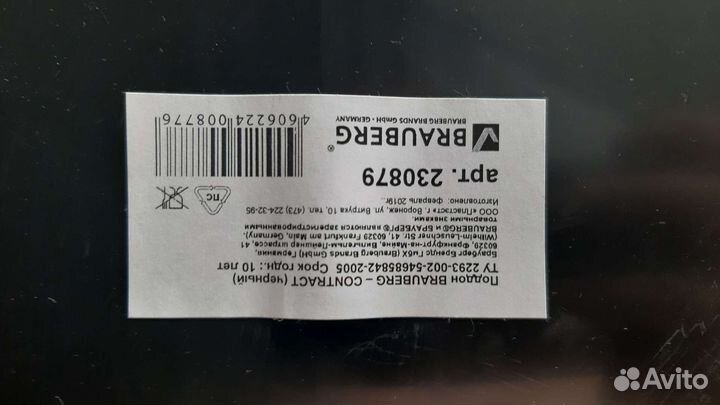 Поддон BRAUBERG – CONTRACT (черный)
ТУ 2293-002-54685842-2005 Срок годн.: 10 лет
Брауберг Брендс ГмбХ (Brauberg Brands GmbH), Германия,
60329, Франкфурт-на-Майне, Вильгельм-Лейшнер штрассе, 41
(Wilhelm-Leuschner Str., 41, 60329 Frankfurt am Main, Germany).
BRAUBERG® и БРАУБЕРГ® являются зарегистрированными
товарными знаками.
ООО «Пластсть» г. Воронеж, ул. Витрука 10, тел. (473) 224-32-95
Изготовлено: февраль 2019г.
ПС
арт. 230879
BRAUBERG®
BRAUBERG BRANDS GmbH - GERMANY
4 606224 008776
Avito